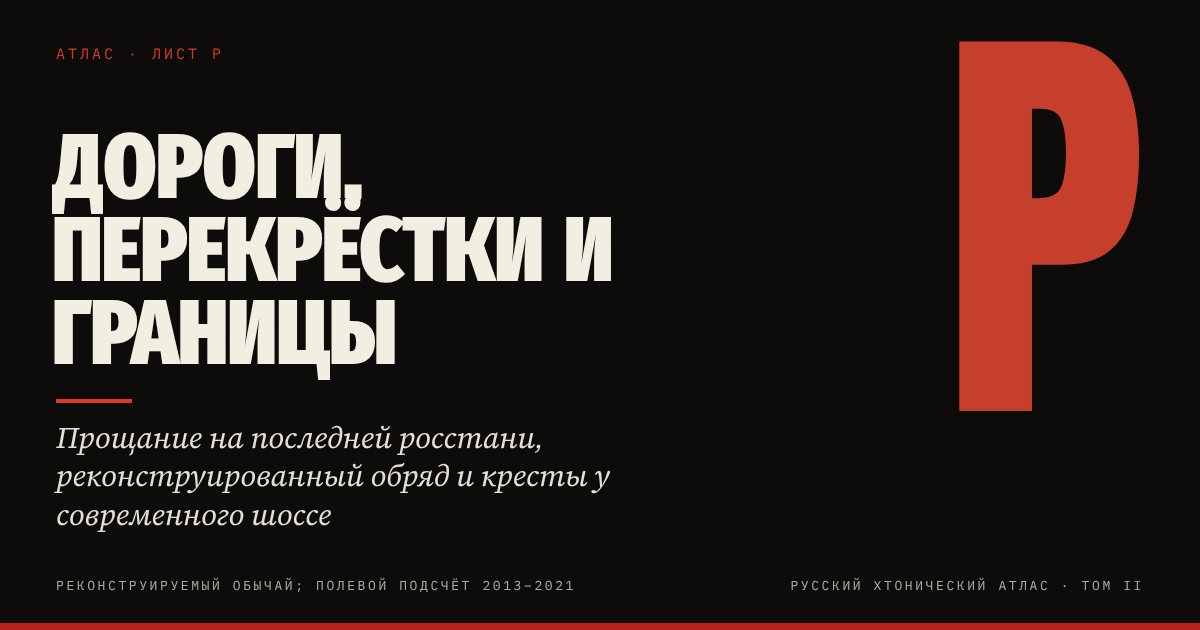 АТЛАС · ЛИСТ Р
Р
ДОРОГИ,
ПЕРЕКРЁСТКИ И
ГРАНИЦЫ
Прощание на последней росстани,
реконструированный обряд и кресты у
современного шоссе
РЕКОНСТРУИРУЕМЫЙ ОБЫЧАЙ; ПОЛЕВОЙ ПОДСЧЁТ 2013–2021
РУССКИЙ ХТОНИЧЕСКИЙ АТЛАС · ТОМ II